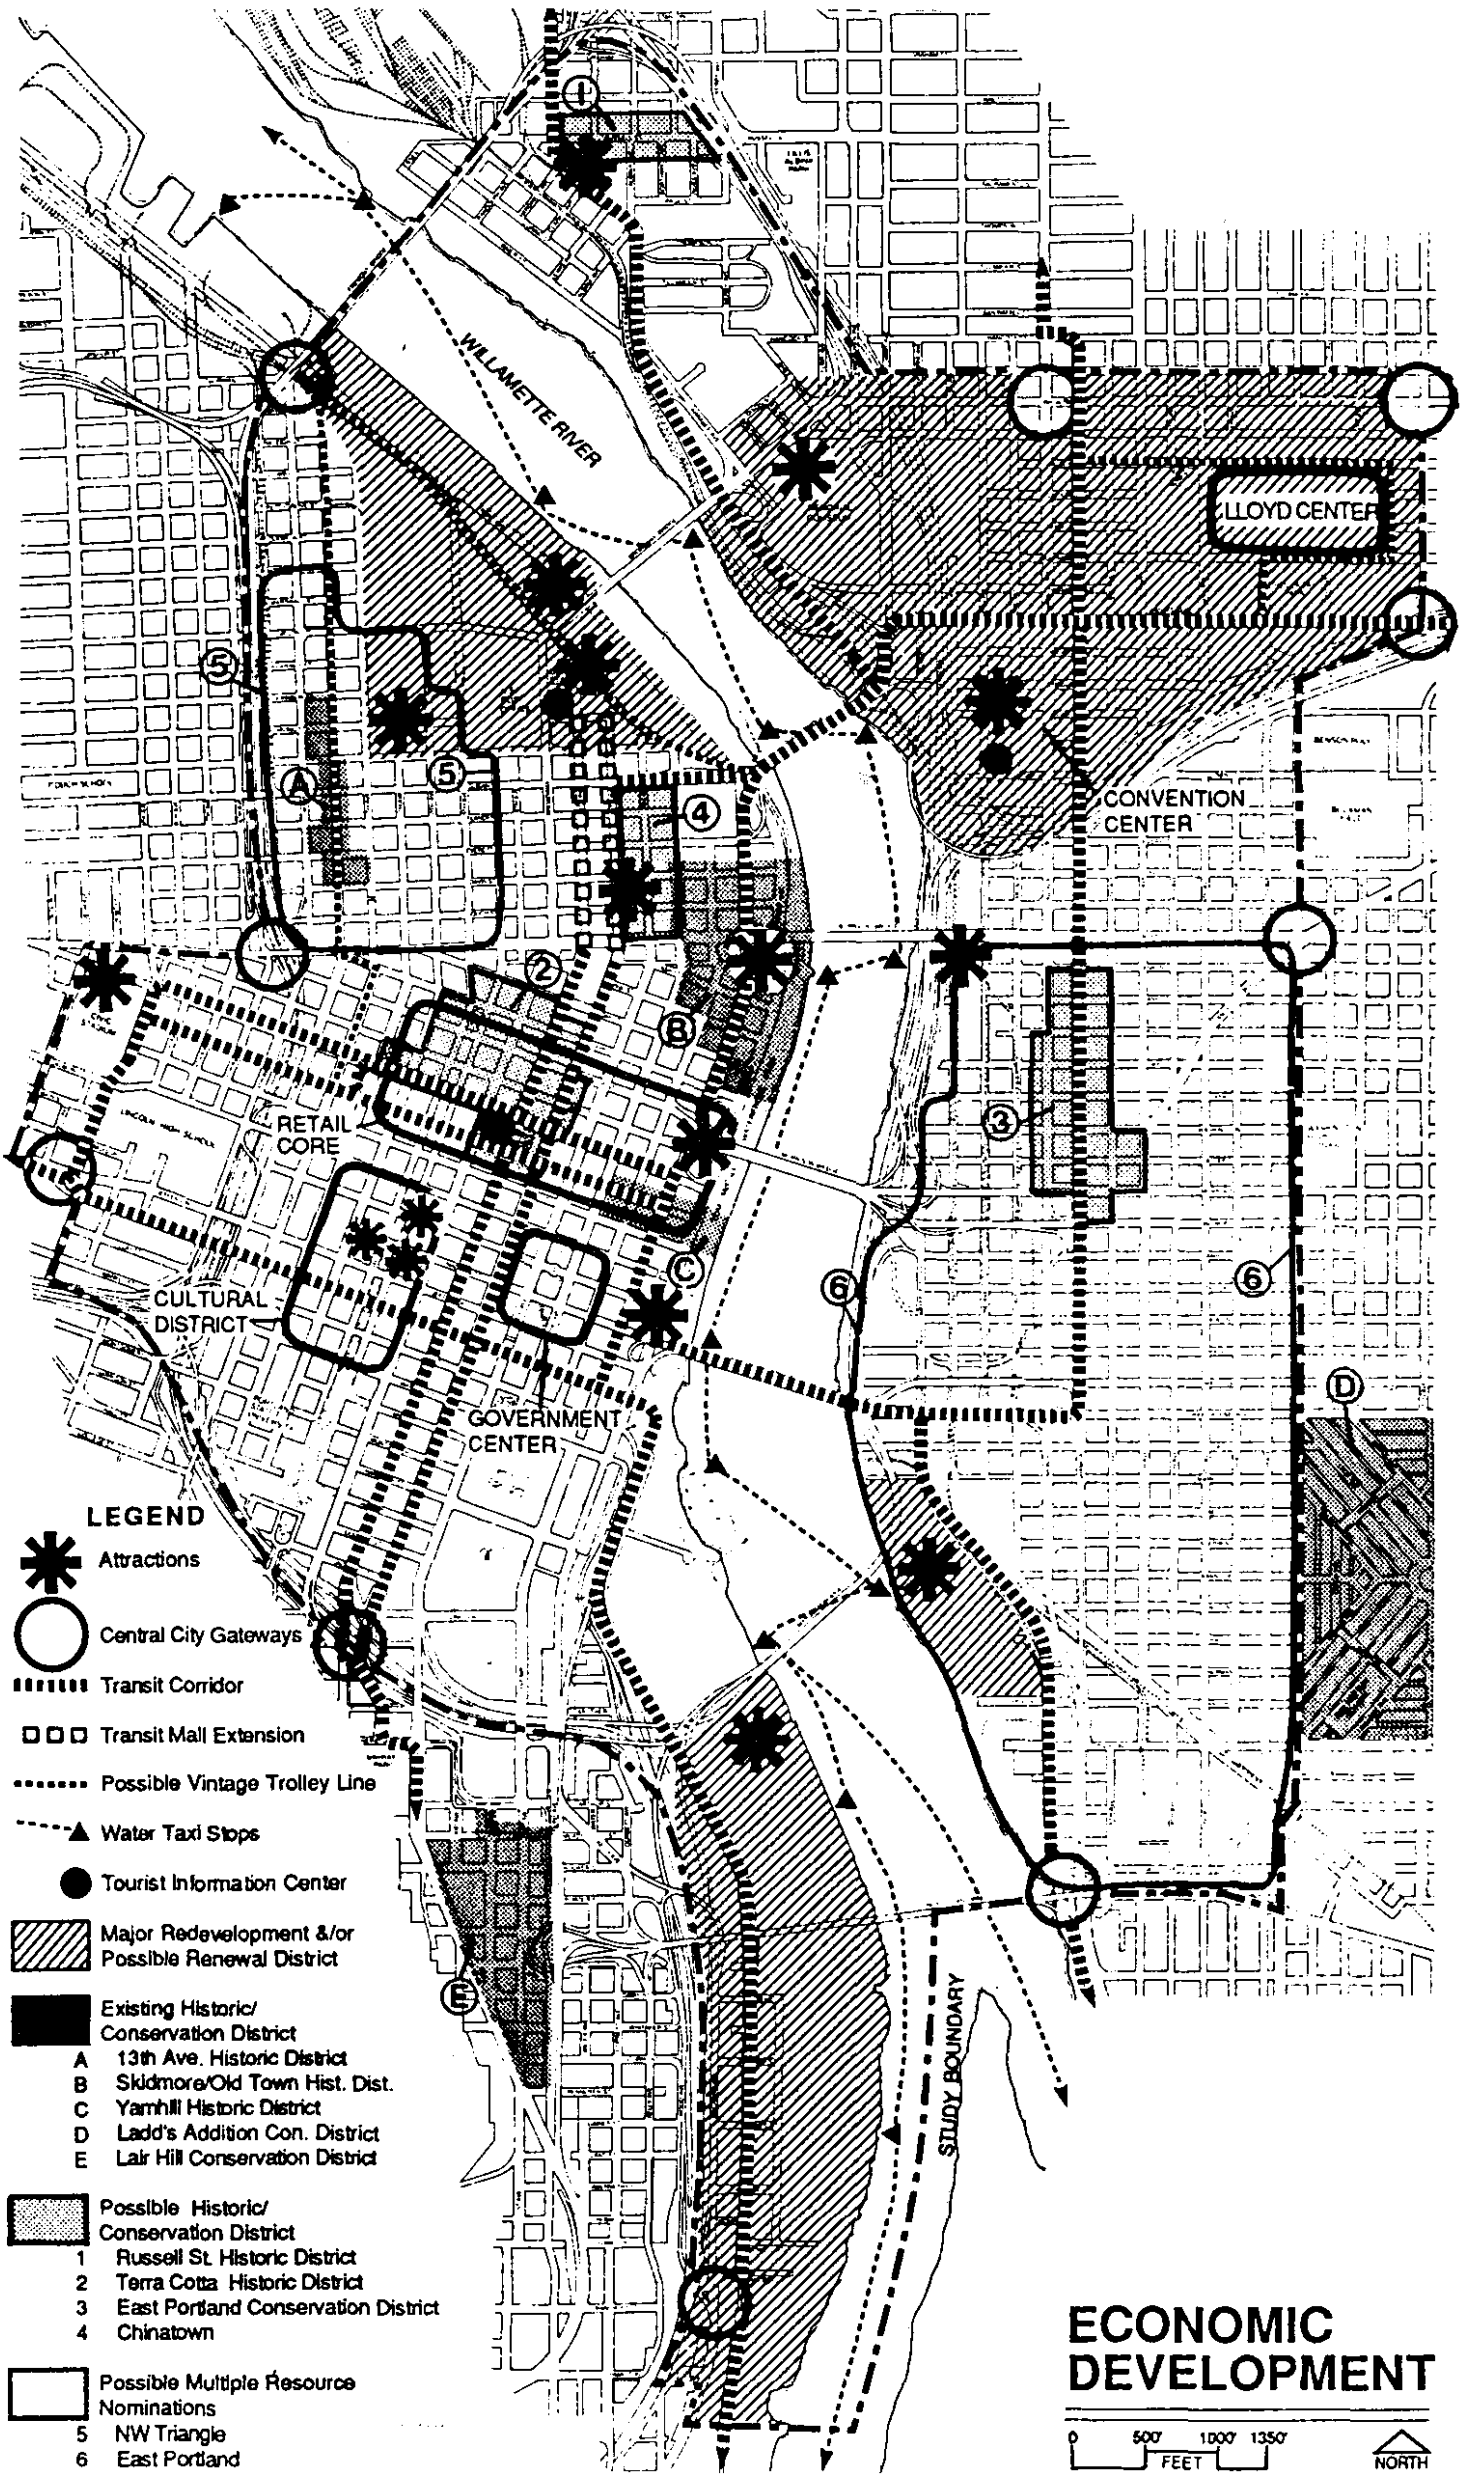 1
WILLAMETTE RIVER
LLOYD CENTER
5
A
5
4
CONVENTION
CENTER
2
B
LINCOLN HIGH SCHOOL
RETAIL
CORE
3
C
6
6
CULTURAL
DISTRICT
D
GOVERNMENT
CENTER
E
STUDY BOUNDARY
LEGEND
Attractions
Central City Gateways
Transit Corridor
Transit Mall Extension
Possible Vintage Trolley Line
Water Taxi Stops
Tourist Information Center
Major Redevelopment &/or
Possible Renewal District
Existing Historic/
Conservation District
A 13th Ave. Historic District
B Skidmore/Old Town Hist. Dist.
C Yamhill Historic District
D Ladd's Addition Con. District
E Lair Hill Conservation District
Possible Historic/
Conservation District
1 Russell St. Historic District
2 Terra Cotta Historic District
3 East Portland Conservation District
4 Chinatown
Possible Multiple Resource
Nominations
5 NW Triangle
6 East Portland
ECONOMIC
DEVELOPMENT
0 500' 1000' 1350'
FEET
NORTH